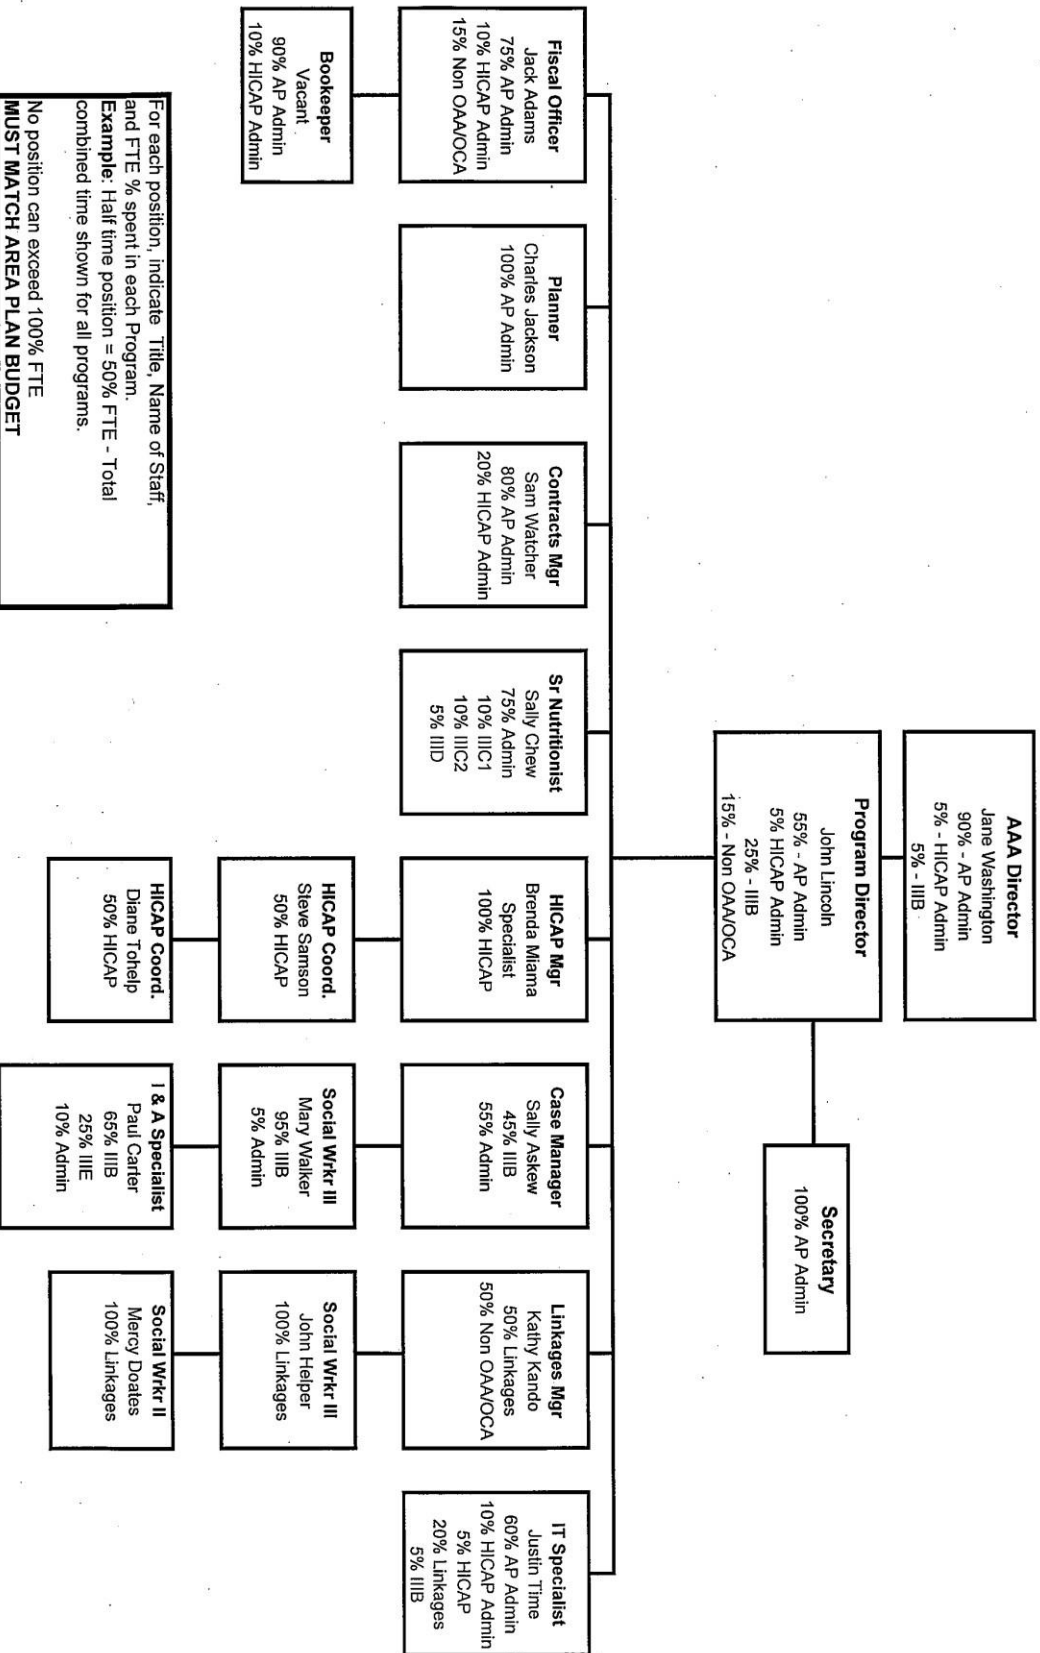 AAA Director
Jane Washington
90% - AP Admin
5% - HICAP Admin
5% - IIIB
Program Director
John Lincoln
55% - AP Admin
5% HICAP Admin
25% - IIIB
15% - Non OAA/OCA
Secretary
100% AP Admin
Fiscal Officer
Jack Adams
75% AP Admin
10% HICAP Admin
15% Non OAA/OCA
Planner
Charles Jackson
100% AP Admin
Contracts Mgr
Sam Watcher
80% AP Admin
20% HICAP Admin
Sr Nutritionist
Sally Chew
75% Admin
10% IIIC1
10% IIIC2
5% IIID
HICAP Mgr
Brenda Miama
Specialist
100% HICAP
Case Manager
Sally Askew
45% IIIB
55% Admin
Linkages Mgr
Kathy Kando
50% Linkages
50% Non OAA/OCA
IT Specialist
Justin Time
60% AP Admin
10% HICAP Admin
5% HICAP
20% Linkages
5% IIIB
Bookeeper
Vacant
90% AP Admin
10% HICAP Admin
HICAP Coord.
Steve Samson
50% HICAP
Social Wrkr III
Mary Walker
95% IIIB
5% Admin
Social Wrkr III
John Helper
100% Linkages
HICAP Coord.
Diane Tohelp
50% HICAP
I & A Specialist
Paul Carter
65% IIIB
25% IIIE
10% Admin
Social Wrkr II
Mercy Doates
100% Linkages
For each position, indicate Title, Name of Staff,
and FTE % spent in each Program.
Example: Half time position = 50% FTE - Total
combined time shown for all programs.
No position can exceed 100% FTE
MUST MATCH AREA PLAN BUDGET